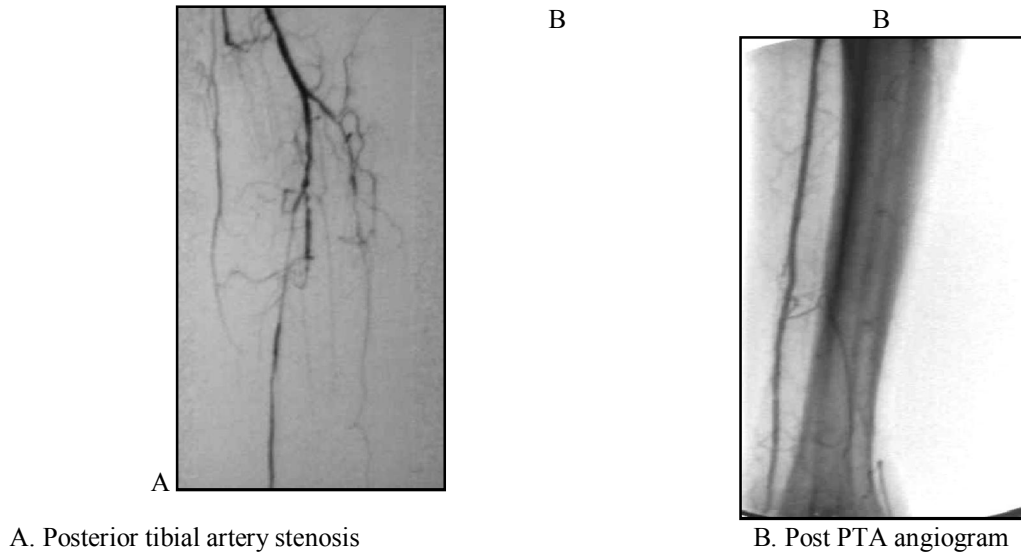 B B
A
A. Posterior tibial artery stenosis B. Post PTA angiogram